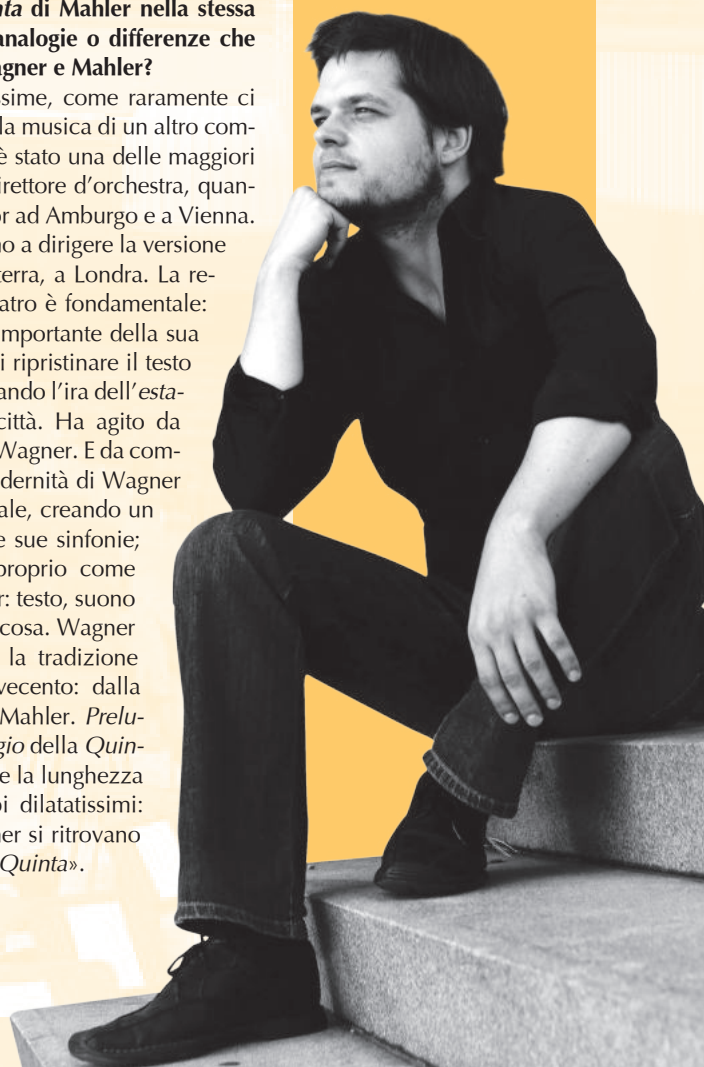 nta di Mahler nella stessa
analogie o differenze che
agner e Mahler?
ssime, come raramente ci
la musica di un altro com-
è stato una delle maggiori
irettore d'orchestra, quan-
or ad Amburgo e a Vienna.
no a dirigere la versione
terra, a Londra. La re-
atro è fondamentale:
importante della sua
i ripristinare il testo
ando l'ira dell'esta-
città. Ha agito da
Wagner. E da com-
dernità di Wagner
ale, creando un
e sue sinfonie;
proprio come
r: testo, suono
cosa. Wagner
la tradizione
vecento: dalla
Mahler. Prelu-
gio della Quin-
e la lunghezza
oi dilatatissimi:
ner si ritrovano
Quinta».